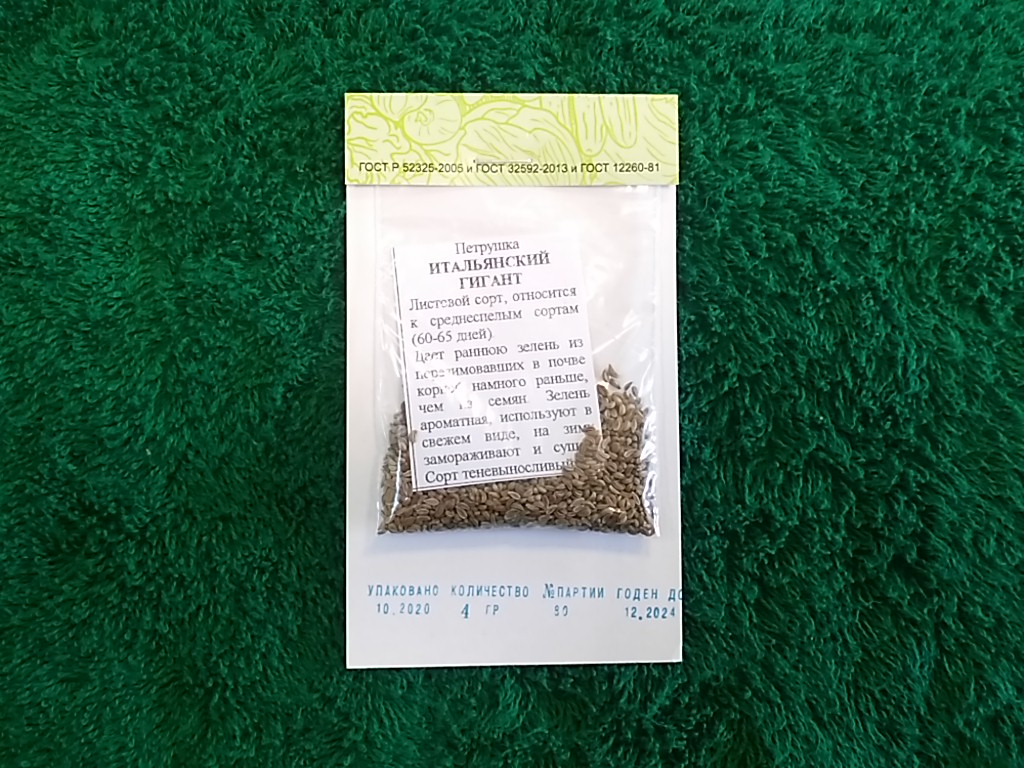 ГОСТ Р 52325-2005 и ГОСТ 32592-2013 и ГОСТ 12260-81
Петрушка
ИТАЛЬЯНСКИЙ
ГИГАНТ
Листовой сорт, относится
к среднеспелым сортам
(60-65 дней).
раннюю зелень из
перезимовавших в почве
корней намного раньше,
чем из семян. Зелень
ароматная, используют в
свежем виде, на зиму
замораживают и
Сорт теневыносливый
УПАКОВАНО КОЛИЧЕСТВО №ПАРТИИ ГОДЕН ДО
10.2020 4 ГР 12.2024